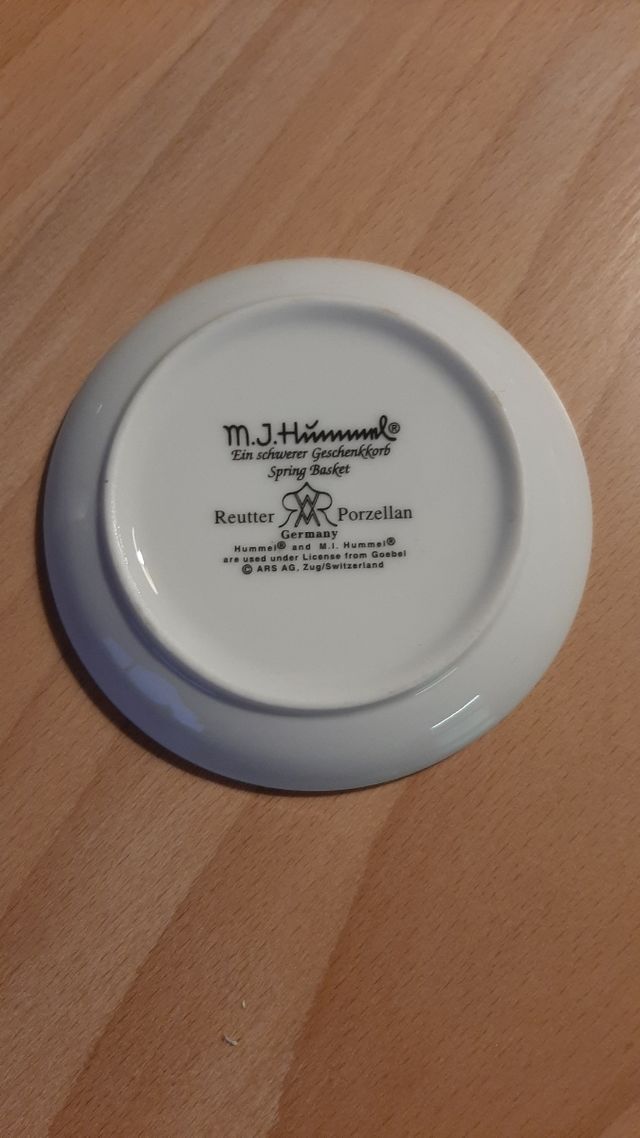 M.J.Hummel®
Ein schwerer Geschenkkorb
Spring Basket
Reutter Porzellan
Germany
Hummel® and M.I. Hummel®
are used under License from Goebel
© ARS AG, Zug/Switzerland